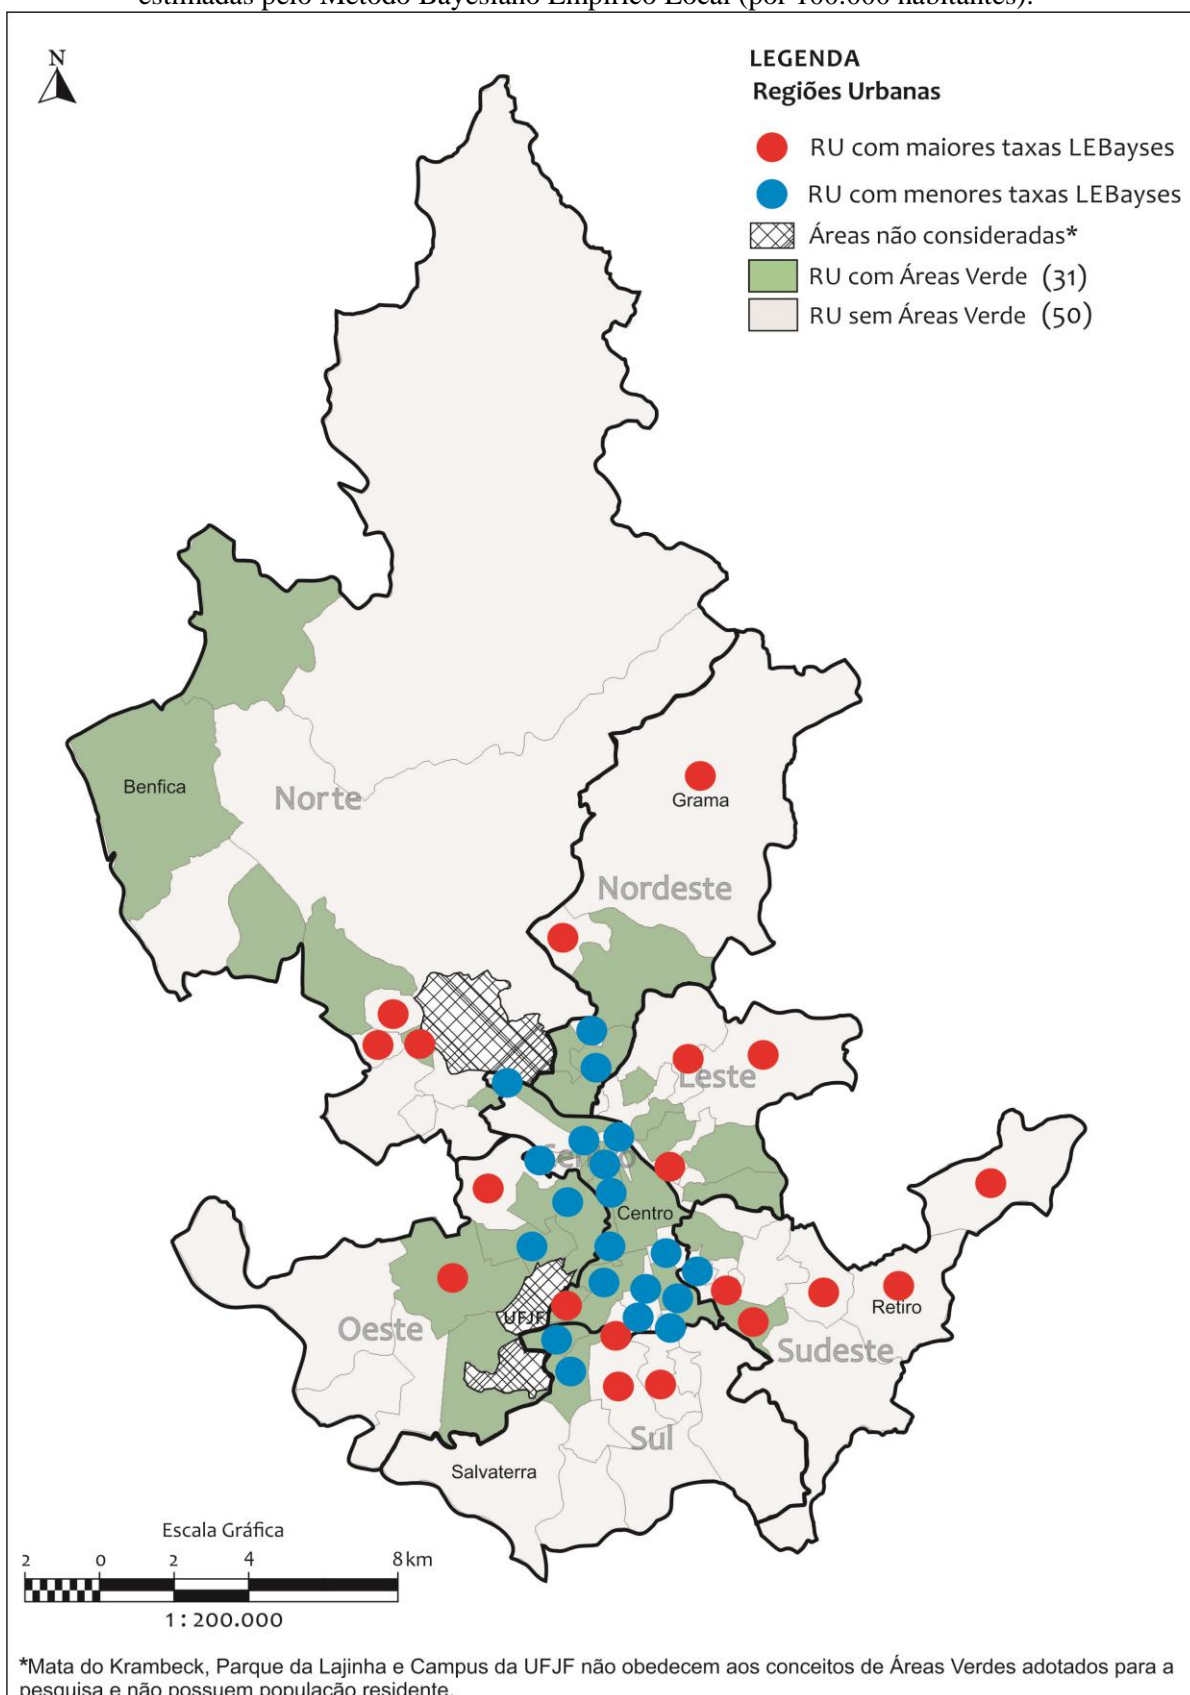 estimadas pelo Método Bayesiano Empírico Local (por 100.000 habitantes).
N
LEGENDA
Regiões Urbanas
RU com maiores taxas LEBayses
RU com menores taxas LEBayses
Áreas não consideradas*
RU com Áreas Verde (31)
RU sem Áreas Verde (50)
Benfica
Norte
Grama
Nordeste
Leste
Centro
Centro
UFJF
Oeste
Retiro
Sudeste
Sul
Salvaterra
Escala Gráfica
2 0 2 4 8 km
1 : 200.000
*Mata do Krambeck, Parque da Lajinha e Campus da UFJF não obedecem aos conceitos de Áreas Verdes adotados para a
pesquisa e não possuem população residente.